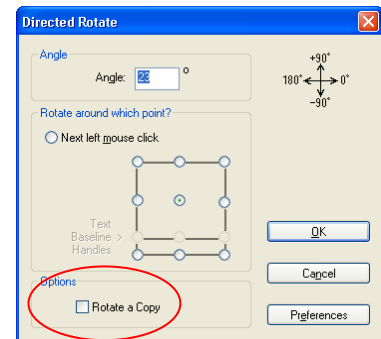 Directed Rotate
Angle
Angle: 23 °
+90°
180° 0°
-90°
Rotate around which point?
Next left mouse click
Text
Baseline >
Handles
OK
Options
Cancel
Rotate a Copy
Preferences